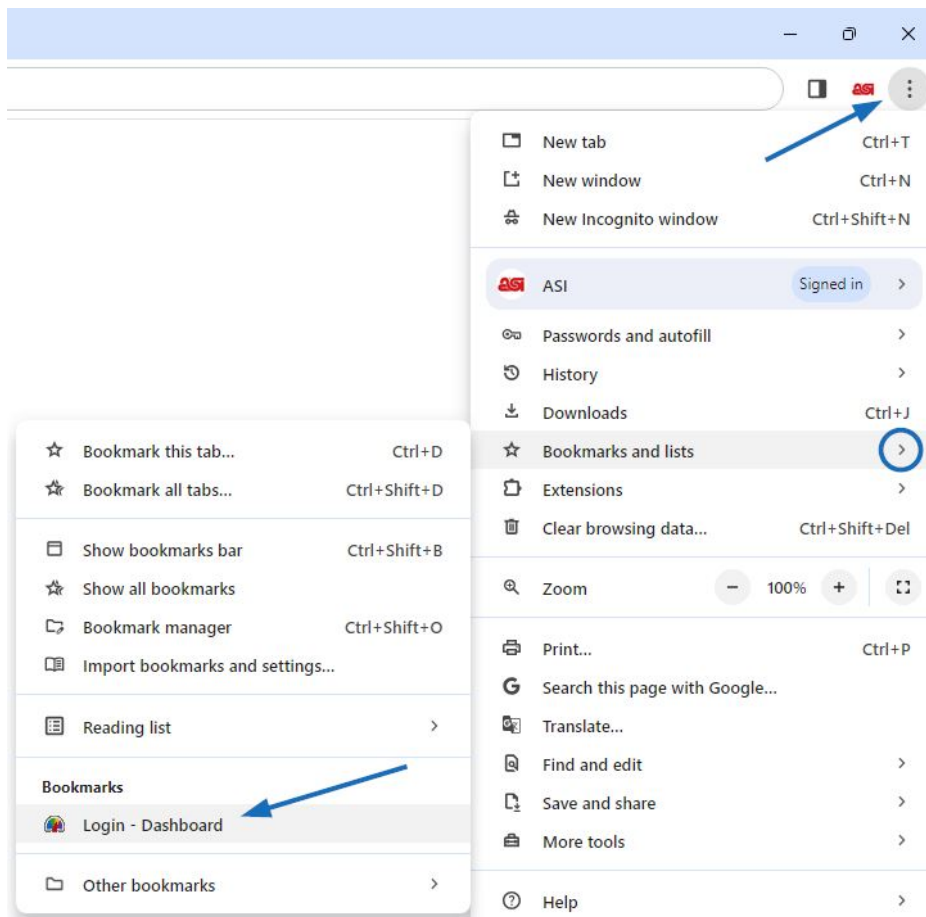 ASI
New tab Ctrl+T
New window Ctrl+N
New Incognito window Ctrl+Shift+N
ASI ASI Signed in
Passwords and autofill
History
Downloads Ctrl+J
Bookmarks and lists
Extensions
Clear browsing data... Ctrl+Shift+Del
Zoom − 100% +
Print... Ctrl+P
G Search this page with Google...
Translate...
Find and edit
Save and share
More tools
Help
Bookmark this tab... Ctrl+D
Bookmark all tabs... Ctrl+Shift+D
Show bookmarks bar Ctrl+Shift+B
Show all bookmarks
Bookmark manager Ctrl+Shift+O
Import bookmarks and settings...
Reading list
Bookmarks
Login - Dashboard
Other bookmarks